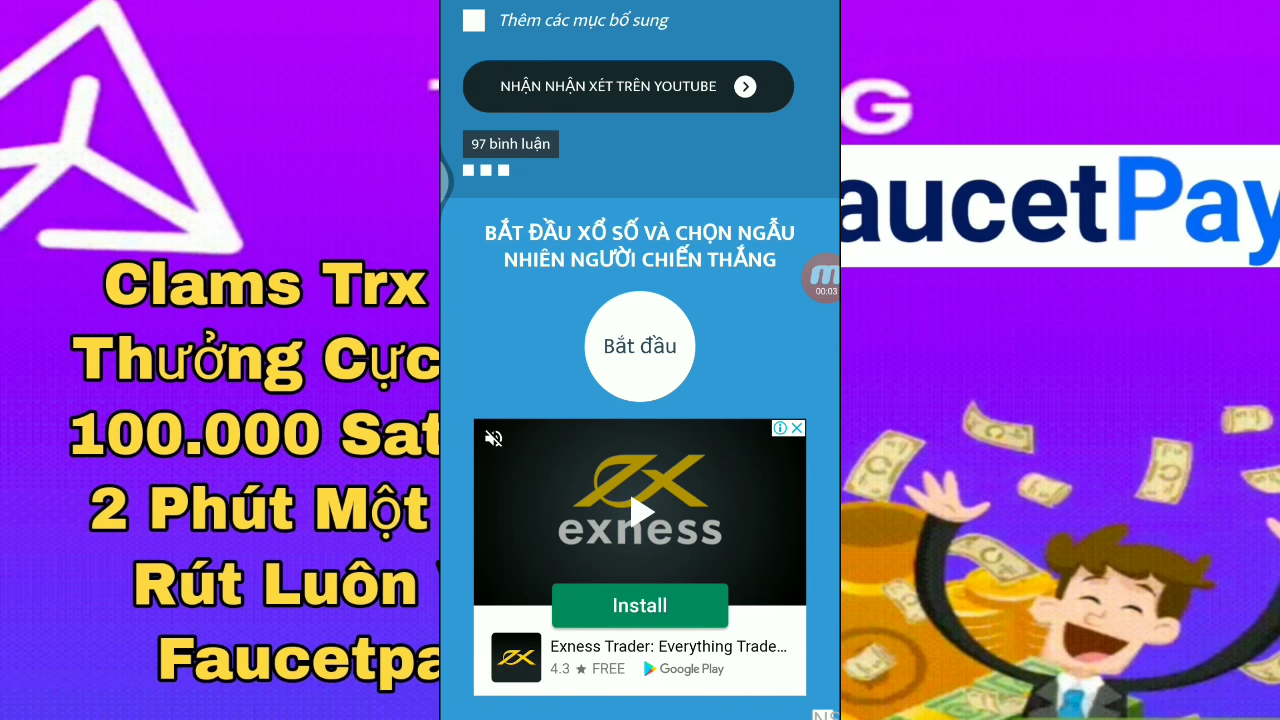 Thêm các mục bổ sung
NHẬN NHẬN XÉT TRÊN YOUTUBE
97 bình luận
BẮT ĐẦU XỔ SỐ VÀ CHỌN NGẪU
NHIÊN NGƯỜI CHIẾN THẮNG
00:03
Bắt đầu
exness
Install
Exness Trader: Everything Trade...
4.3 ★ FREE Google Play
Clams Trx
Thưởng Cực
100.000 Sat
2 Phút Một
Rút Luôn
Faucetpa
G
aucetPay